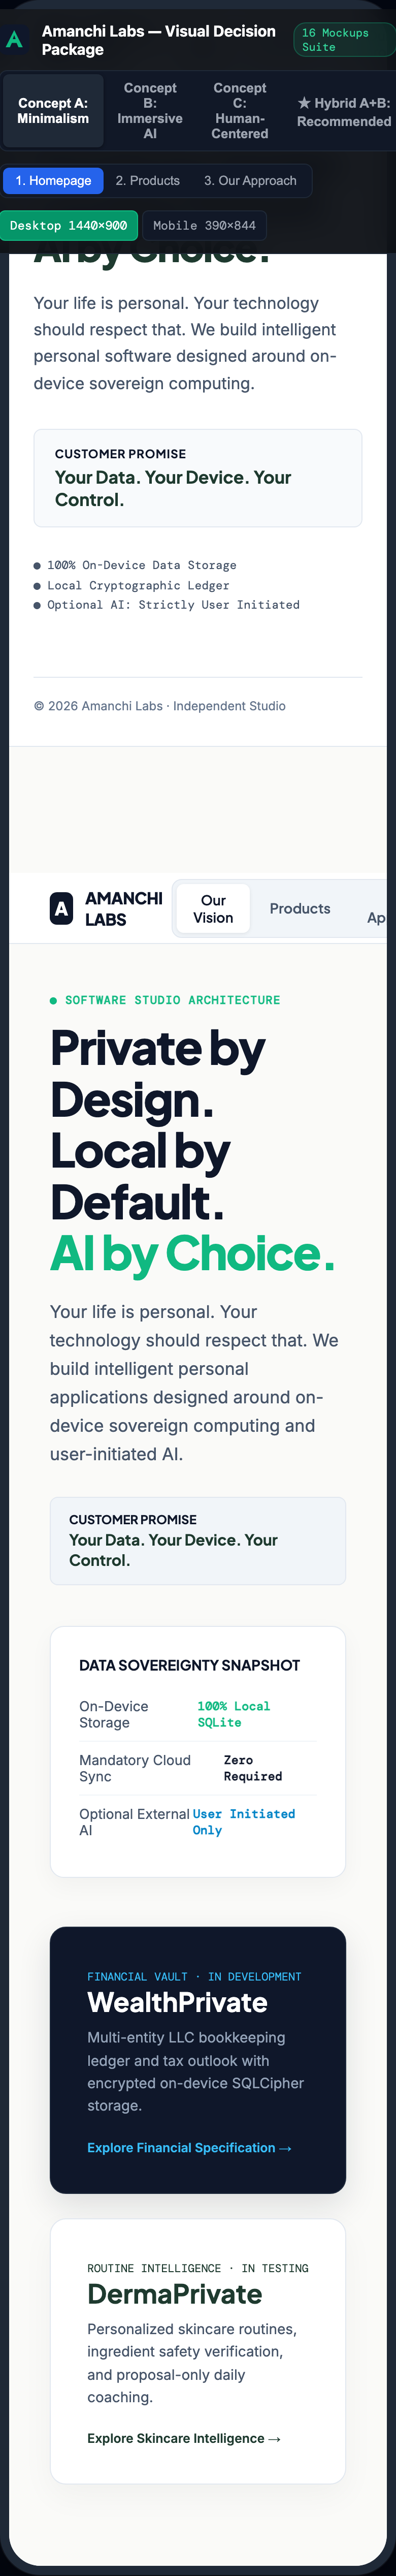 A
Amanchi Labs — Visual Decision
Package
16 Mockups
Suite
Concept A:
Minimalism
Concept
B:
Immersive
AI
Concept
C:
Human-
Centered
★ Hybrid A+B:
Recommended
1. Homepage
2. Products
3. Our Approach
Desktop 1440×900
Mobile 390×844
AI by Choice.
Your life is personal. Your technology
should respect that. We build intelligent
personal software designed around on-
device sovereign computing.
CUSTOMER PROMISE
Your Data. Your Device. Your
Control.
● 100% On-Device Data Storage
● Local Cryptographic Ledger
● Optional AI: Strictly User Initiated
© 2026 Amanchi Labs · Independent Studio
A
AMANCHI
LABS
Our
Vision
Products
Ap
● SOFTWARE STUDIO ARCHITECTURE
Private by
Design.
Local by
Default.
AI by Choice.
Your life is personal. Your
technology should respect that. We
build intelligent personal
applications designed around on-
device sovereign computing and
user-initiated AI.
CUSTOMER PROMISE
Your Data. Your Device. Your
Control.
DATA SOVEREIGNTY SNAPSHOT
On-Device
Storage
100% Local
SQLite
Mandatory Cloud
Sync
Zero
Required
Optional External
AI
User Initiated
Only
FINANCIAL VAULT · IN DEVELOPMENT
WealthPrivate
Multi-entity LLC bookkeeping
ledger and tax outlook with
encrypted on-device SQLCipher
storage.
Explore Financial Specification →
ROUTINE INTELLIGENCE · IN TESTING
DermaPrivate
Personalized skincare routines,
ingredient safety verification,
and proposal-only daily
coaching.
Explore Skincare Intelligence →